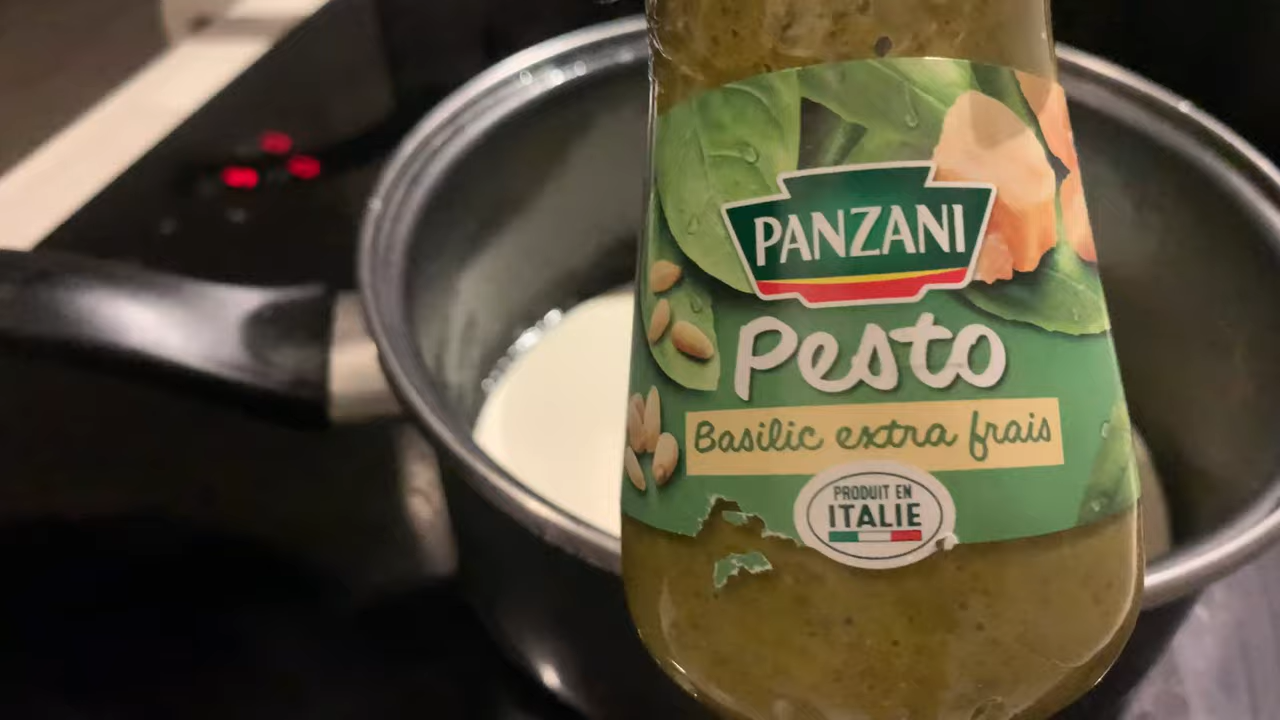 PANZANI
Pesto
Basilic extra frais
PRODUIT EN
ITALIE